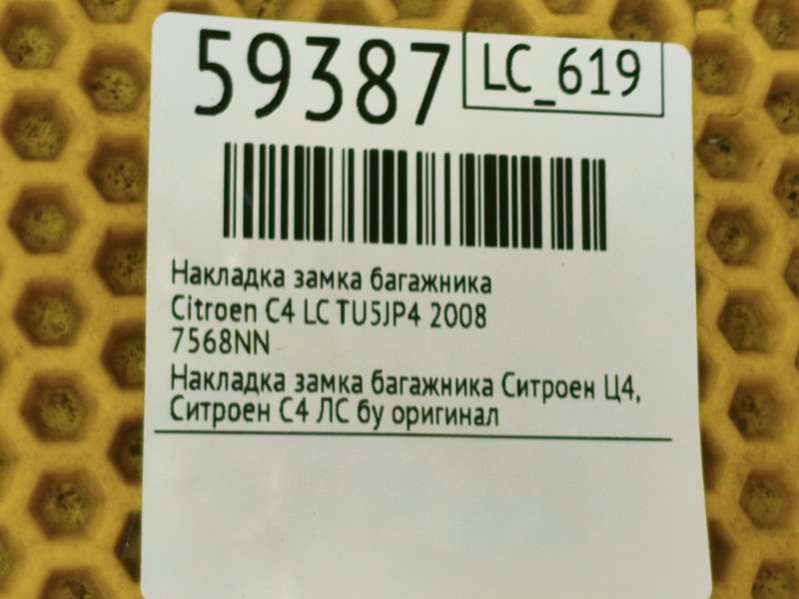 59387
LC_619
Накладка замка багажника
Citroen C4 LC TU5JP4 2008
7568NN
Накладка замка багажника Ситроен Ц4,
Ситроен С4 ЛС бу оригинал